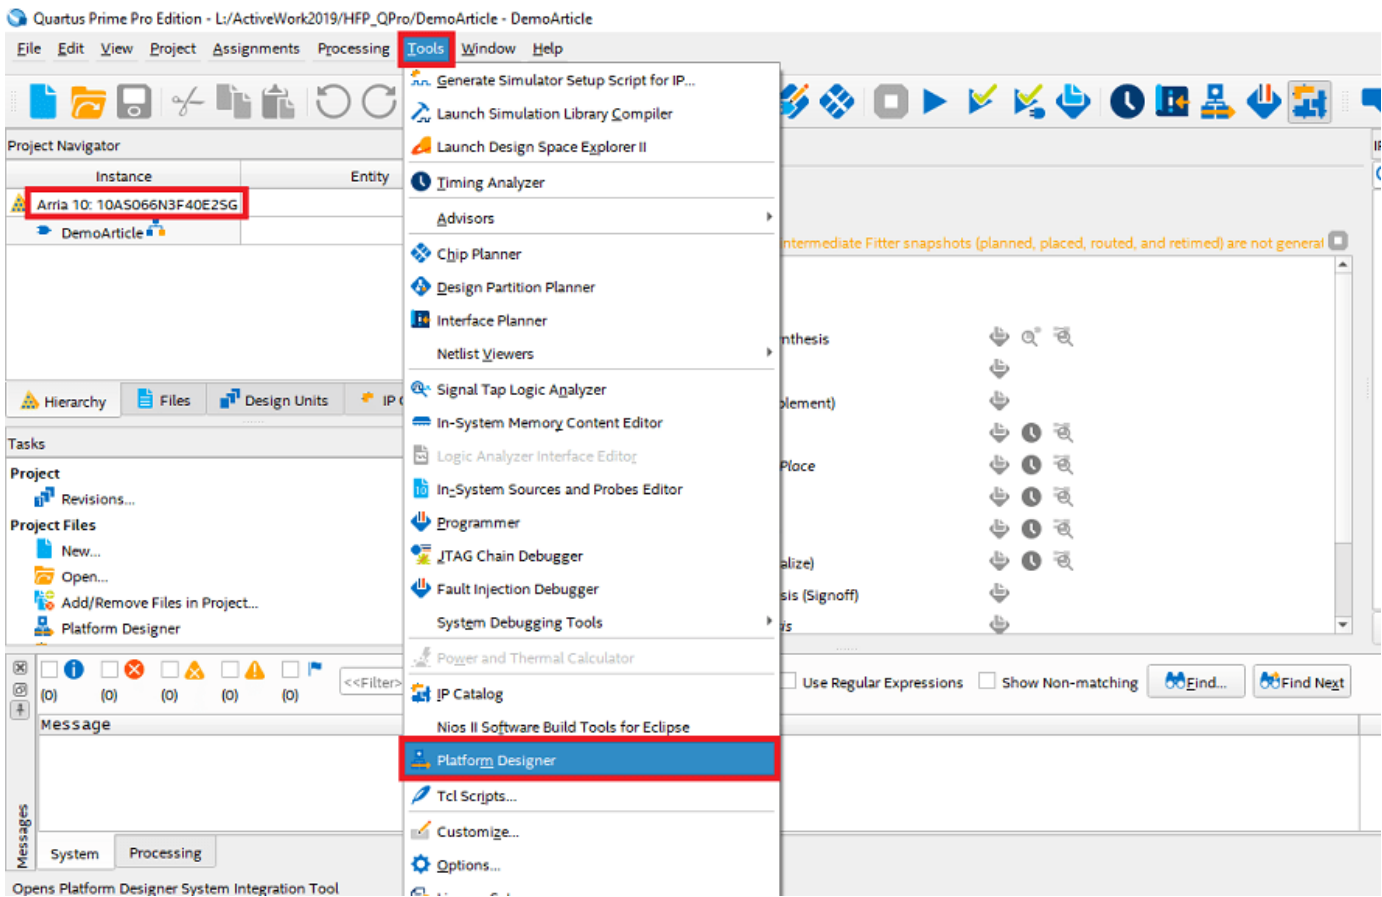 Quartus Prime Pro Edition - L:/ActiveWork2019/HFP_QPro/DemoArticle - DemoArticle
File Edit View Project Assignments Processing Tools Window Help
Generate Simulator Setup Script for IP...
Launch Simulation Library Compiler
Launch Design Space Explorer II
Timing Analyzer
Advisors
Chip Planner
Design Partition Planner
Interface Planner
Netlist Viewers
Signal Tap Logic Analyzer
In-System Memory Content Editor
Logic Analyzer Interface Editor
In-System Sources and Probes Editor
Programmer
JTAG Chain Debugger
Fault Injection Debugger
System Debugging Tools
Power and Thermal Calculator
IP Catalog
Nios II Software Build Tools for Eclipse
Platform Designer
Tcl Scripts...
Customize...
Options...
Project Navigator
Instance Entity
Arria 10: 10AS066N3F40E2SG
DemoArticle
Hierarchy Files Design Units IP
Tasks
Project
Revisions...
Project Files
New...
Open...
Add/Remove Files in Project...
Platform Designer
ntermediate Fitter snapshots (planned, placed, routed, and retimed) are not generat
nthesis
plement)
Place
alize)
sis (Signoff)
is
(0) (0) (0) (0) (0)
<<Filter>
Use Regular Expressions Show Non-matching Find... Find Next
Message
Messages
System Processing
Opens Platform Designer System Integration Tool